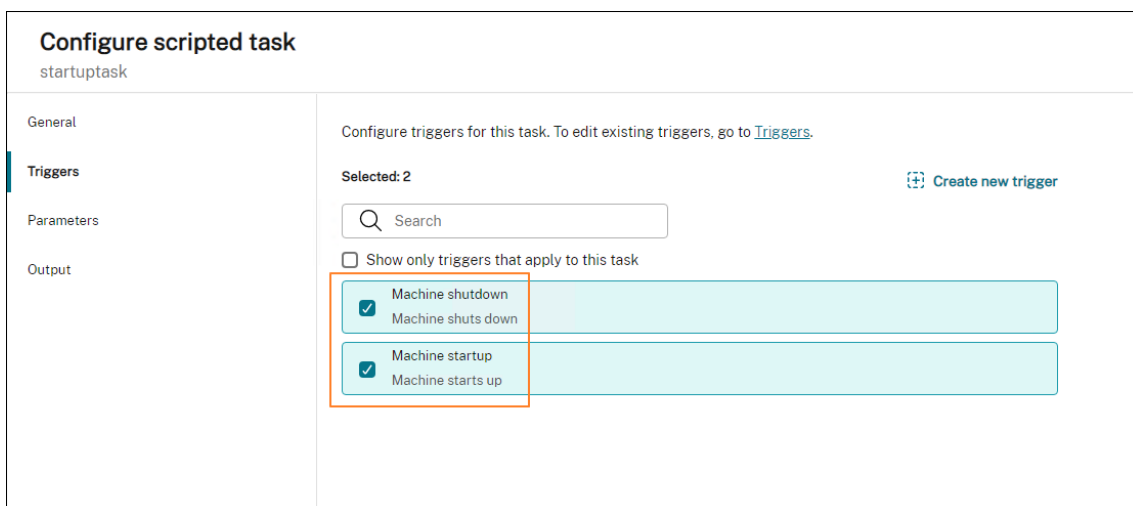 Configure scripted task
startuptask
General
Triggers
Parameters
Output
Configure triggers for this task. To edit existing triggers, go to Triggers.
Selected: 2
Create new trigger
Search
Show only triggers that apply to this task
Machine shutdown
Machine shuts down
Machine startup
Machine starts up